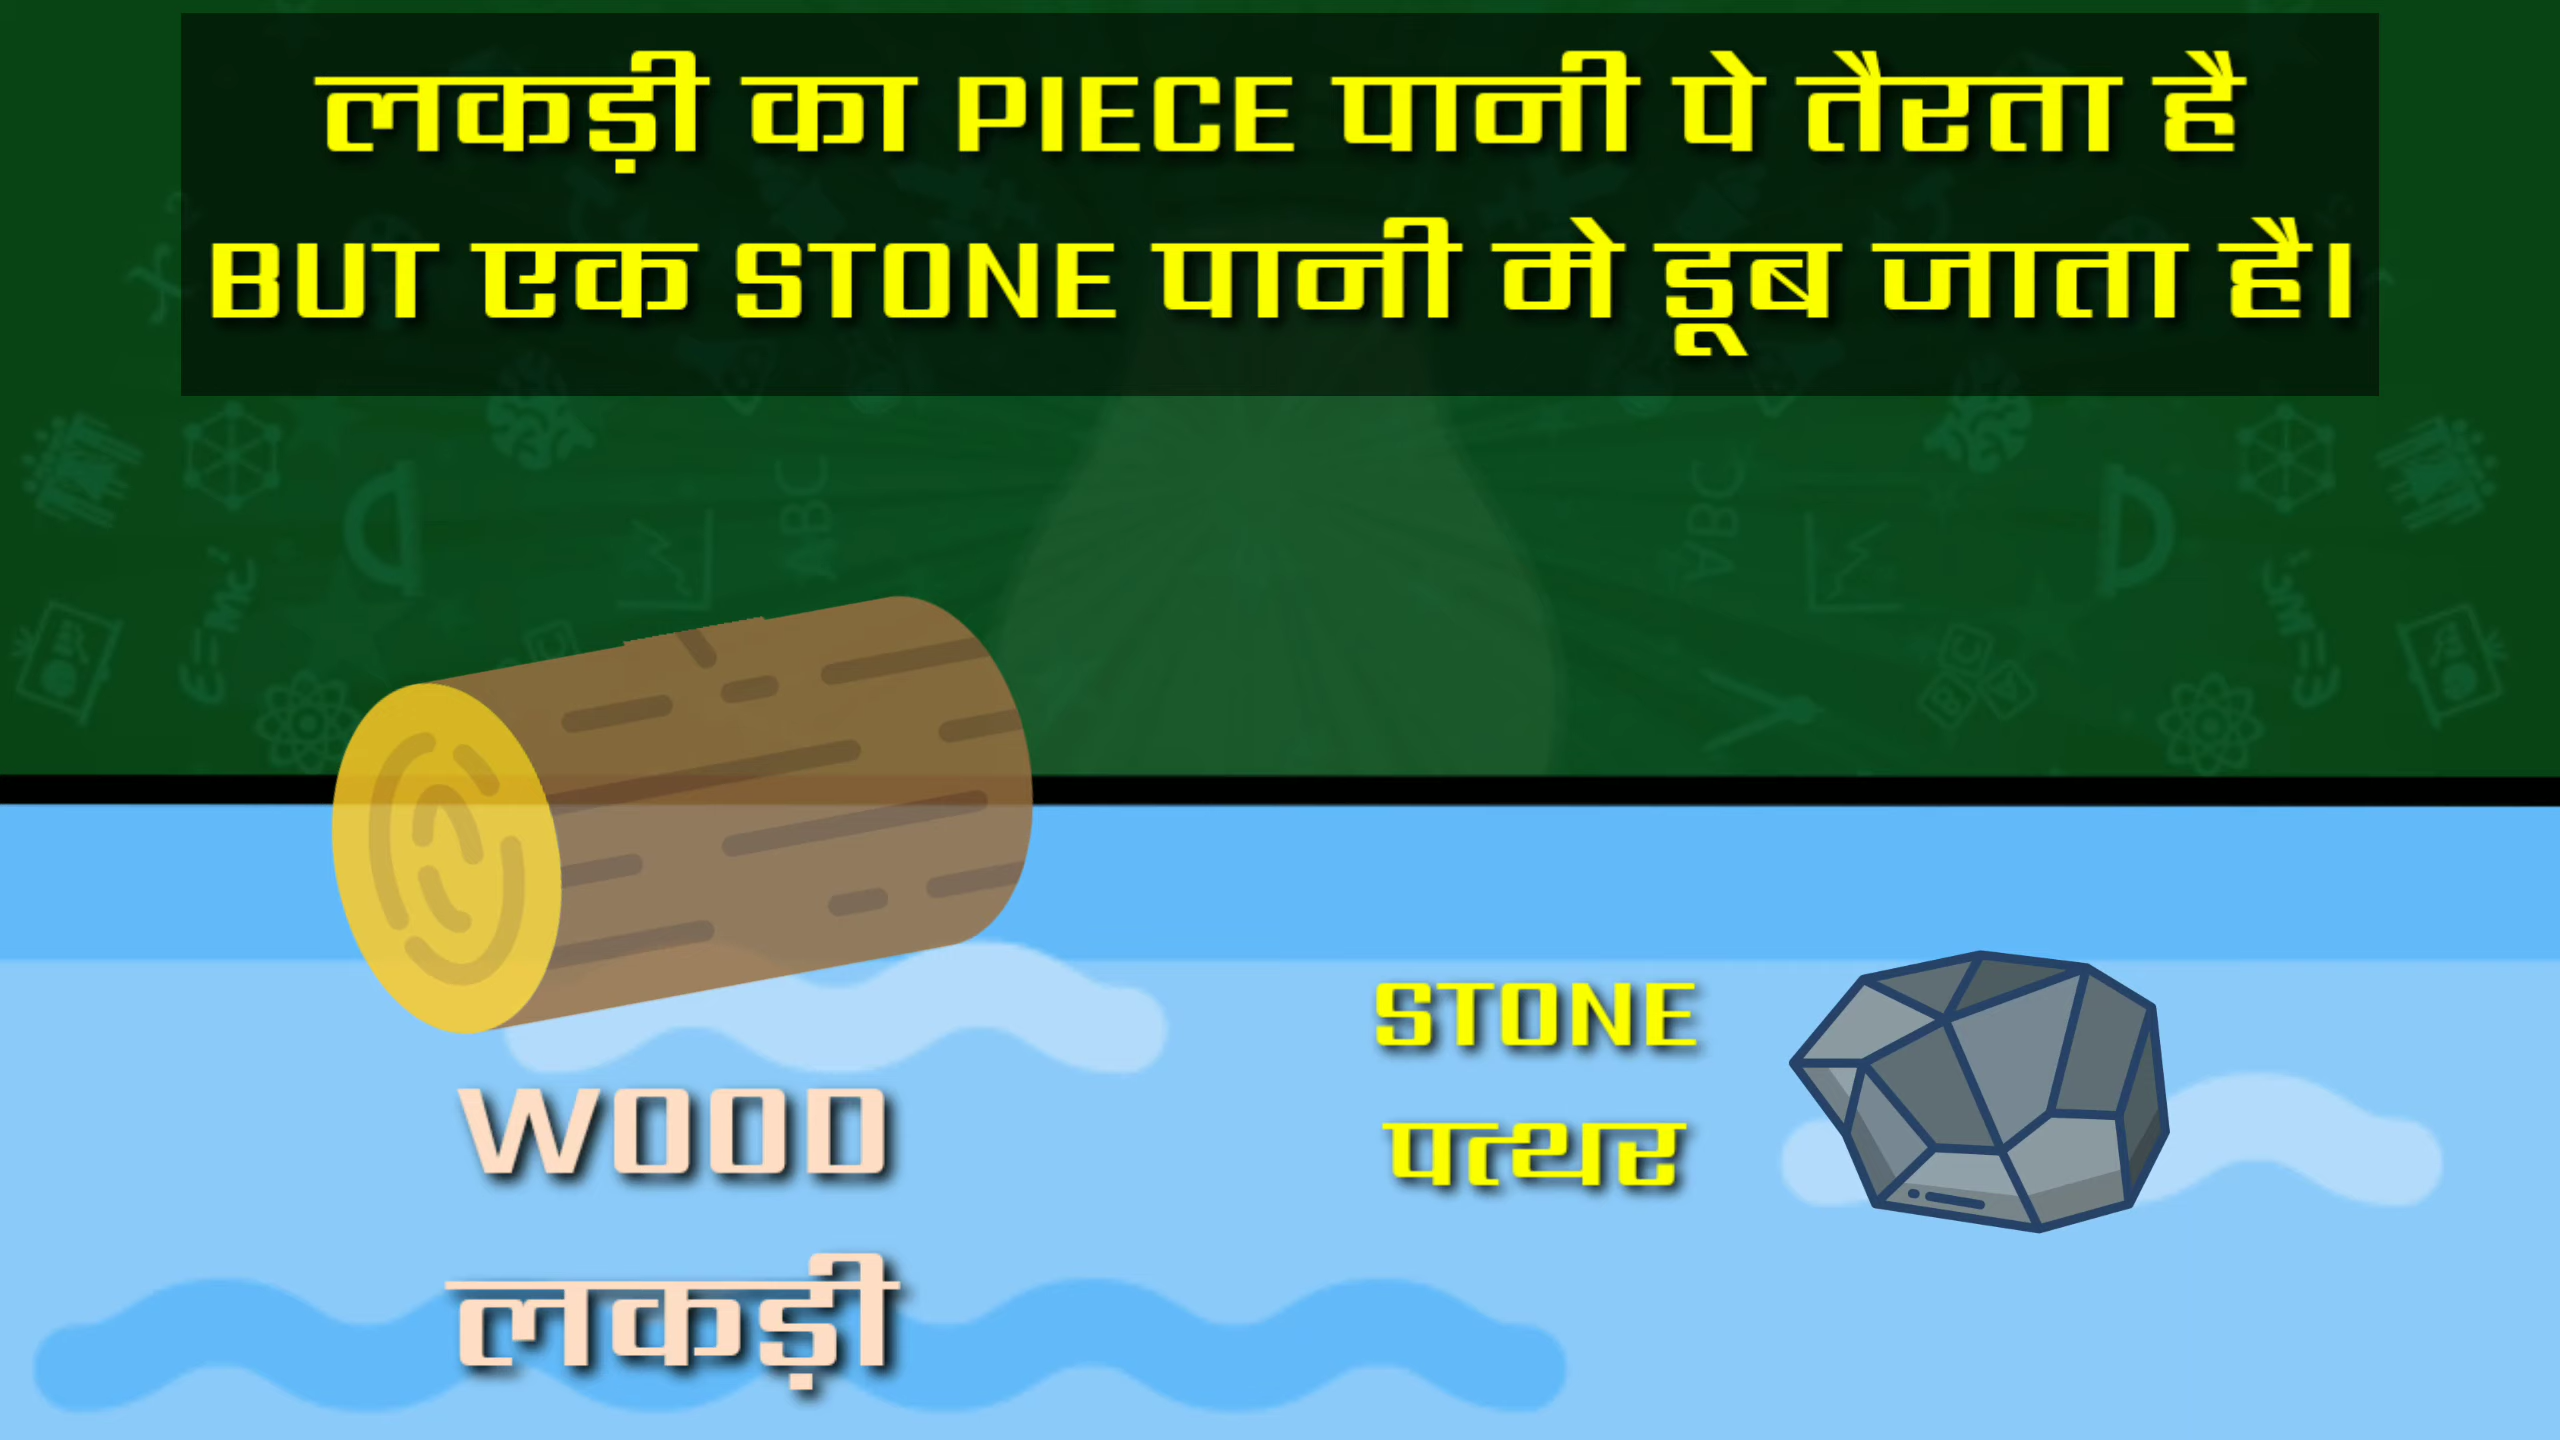 लकड़ी का PIECE पानी पे तैरता है
BUT एक STONE पानी मे डूब जाता है।
STONE
पत्थर
WOOD
लकड़ी